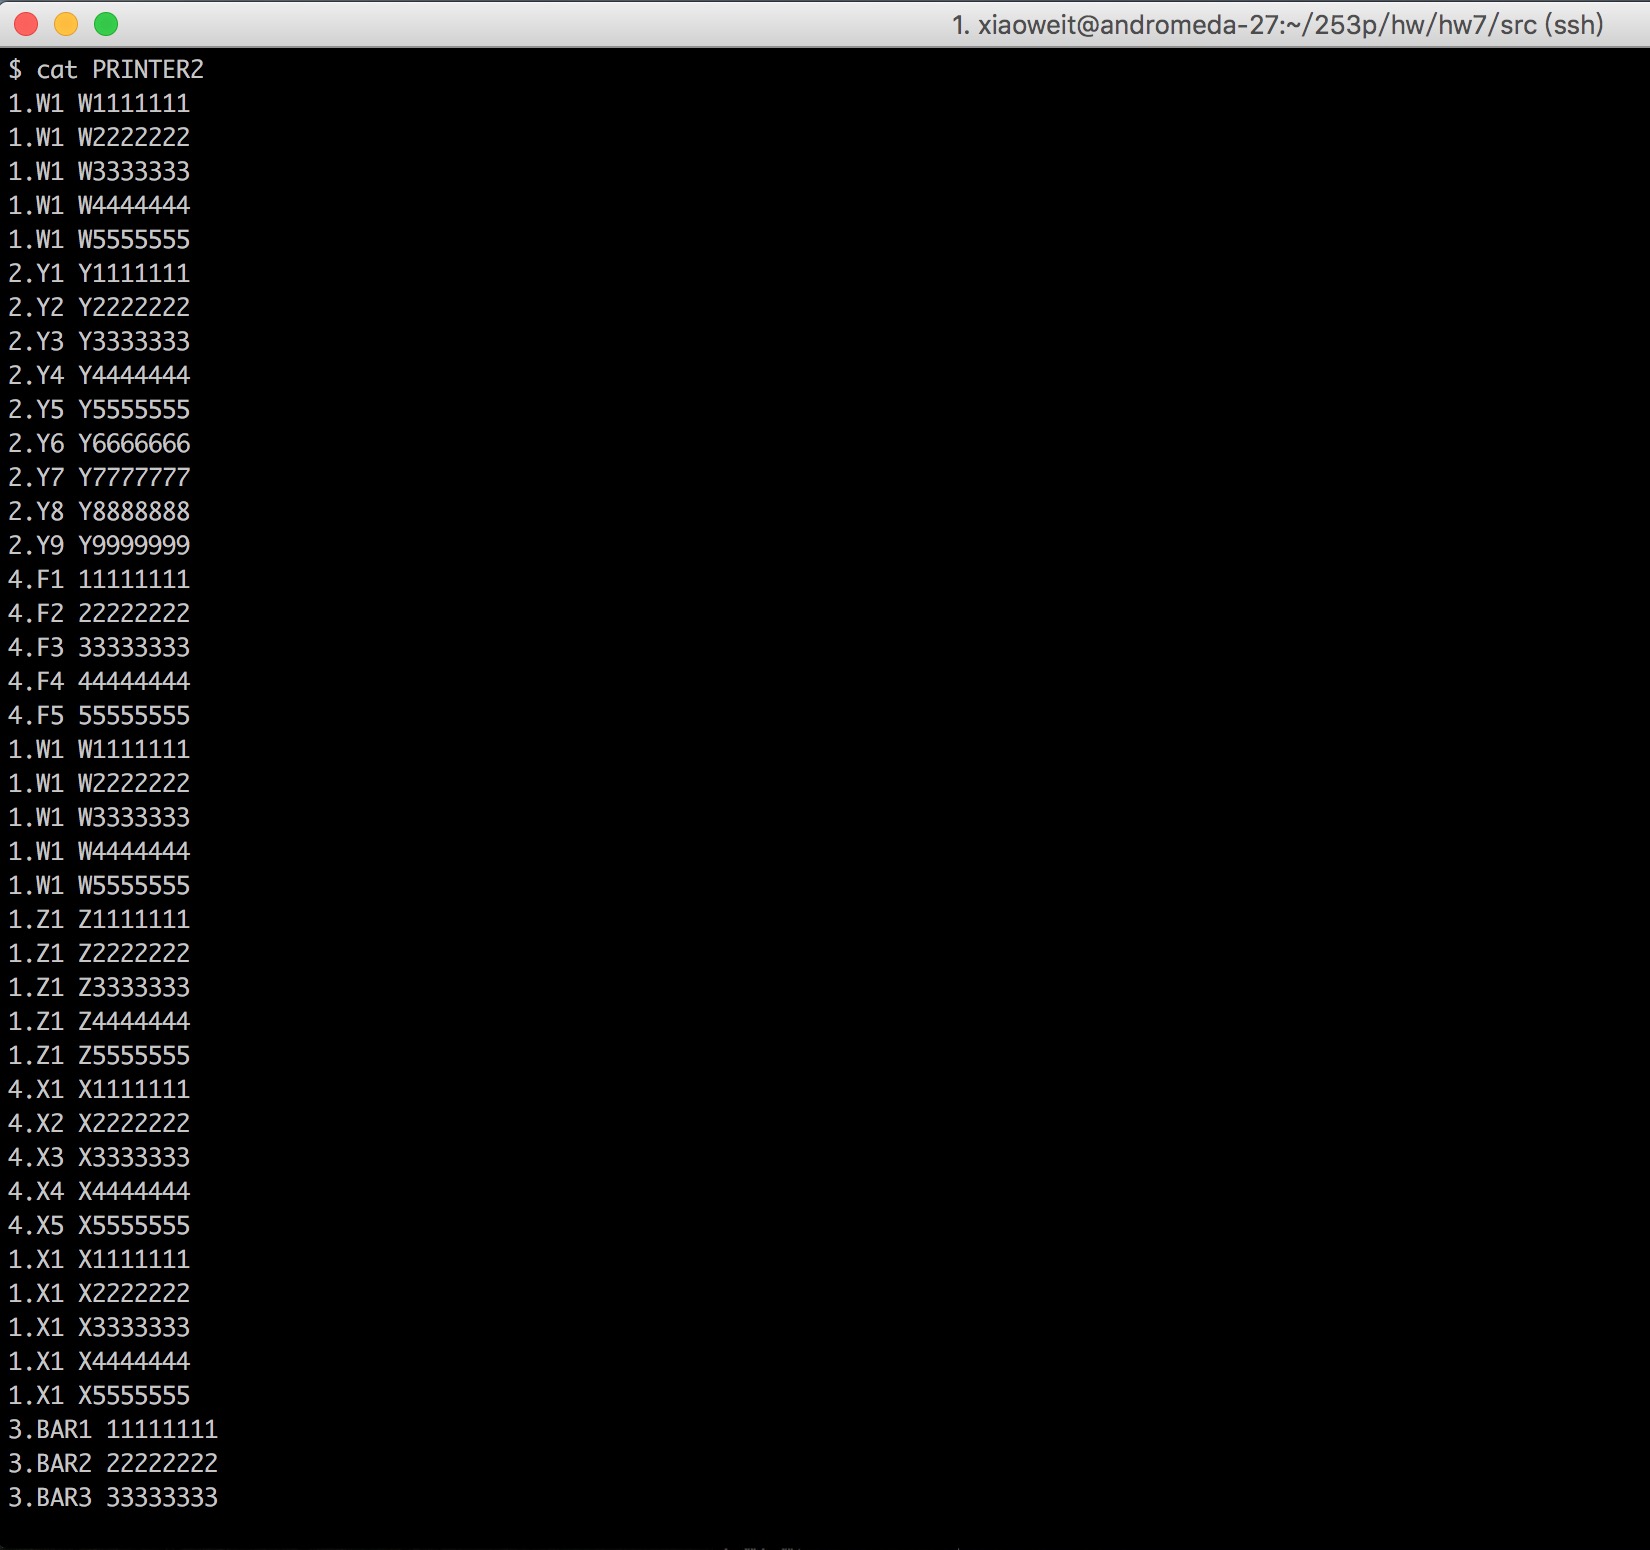 1. xiaoweit@andromeda-27:~/253p/hw/hw7/src (ssh)
$ cat PRINTER2
1.W1 W1111111
1.W1 W2222222
1.W1 W3333333
1.W1 W4444444
1.W1 W5555555
2.Y1 Y1111111
2.Y2 Y2222222
2.Y3 Y3333333
2.Y4 Y4444444
2.Y5 Y5555555
2.Y6 Y6666666
2.Y7 Y7777777
2.Y8 Y8888888
2.Y9 Y9999999
4.F1 11111111
4.F2 22222222
4.F3 33333333
4.F4 44444444
4.F5 55555555
1.W1 W1111111
1.W1 W2222222
1.W1 W3333333
1.W1 W4444444
1.W1 W5555555
1.Z1 Z1111111
1.Z1 Z2222222
1.Z1 Z3333333
1.Z1 Z4444444
1.Z1 Z5555555
4.X1 X1111111
4.X2 X2222222
4.X3 X3333333
4.X4 X4444444
4.X5 X5555555
1.X1 X1111111
1.X1 X2222222
1.X1 X3333333
1.X1 X4444444
1.X1 X5555555
3.BAR1 11111111
3.BAR2 22222222
3.BAR3 33333333